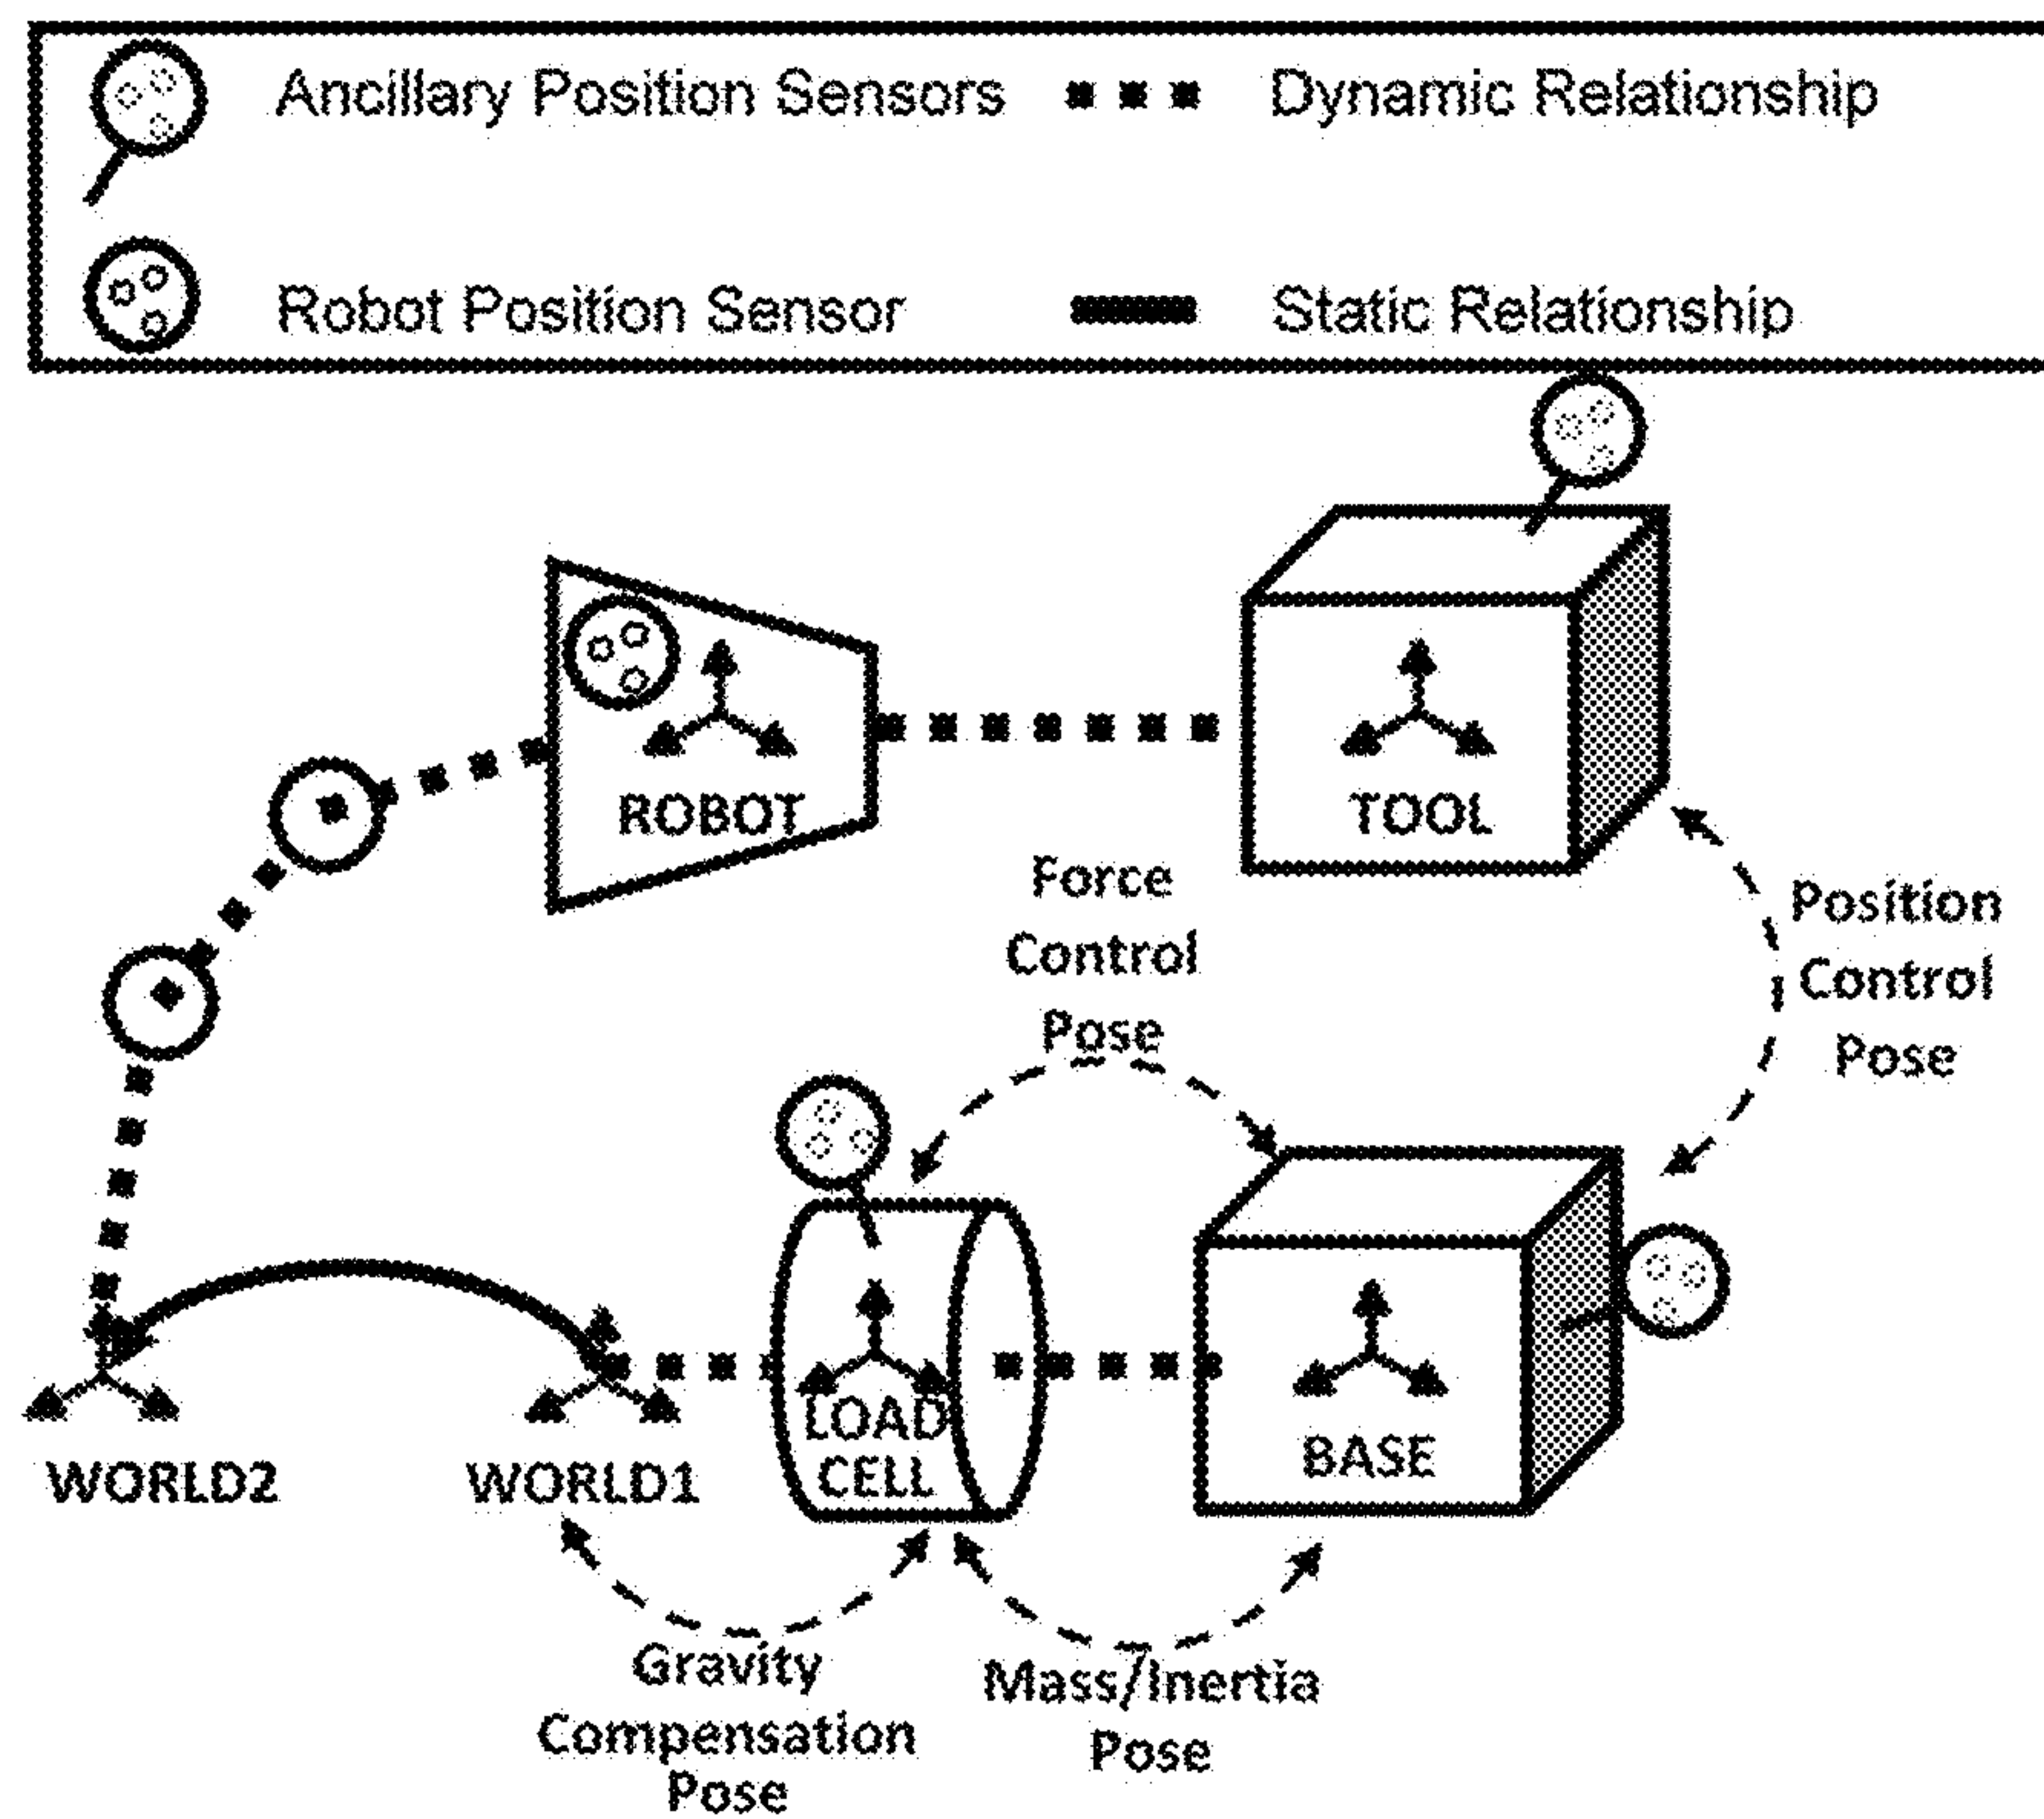 Ancillary Position Sensors
Dynamic Relationship
Robot Position Sensor
Static Relationship
ROBOT
TOOL
Force
Control
Pose
Position
Control
Pose
WORLD2
WORLD1
LOAD
CELL
BASE
Gravity
Compensation
Pose
Mass/Inertia
Pose